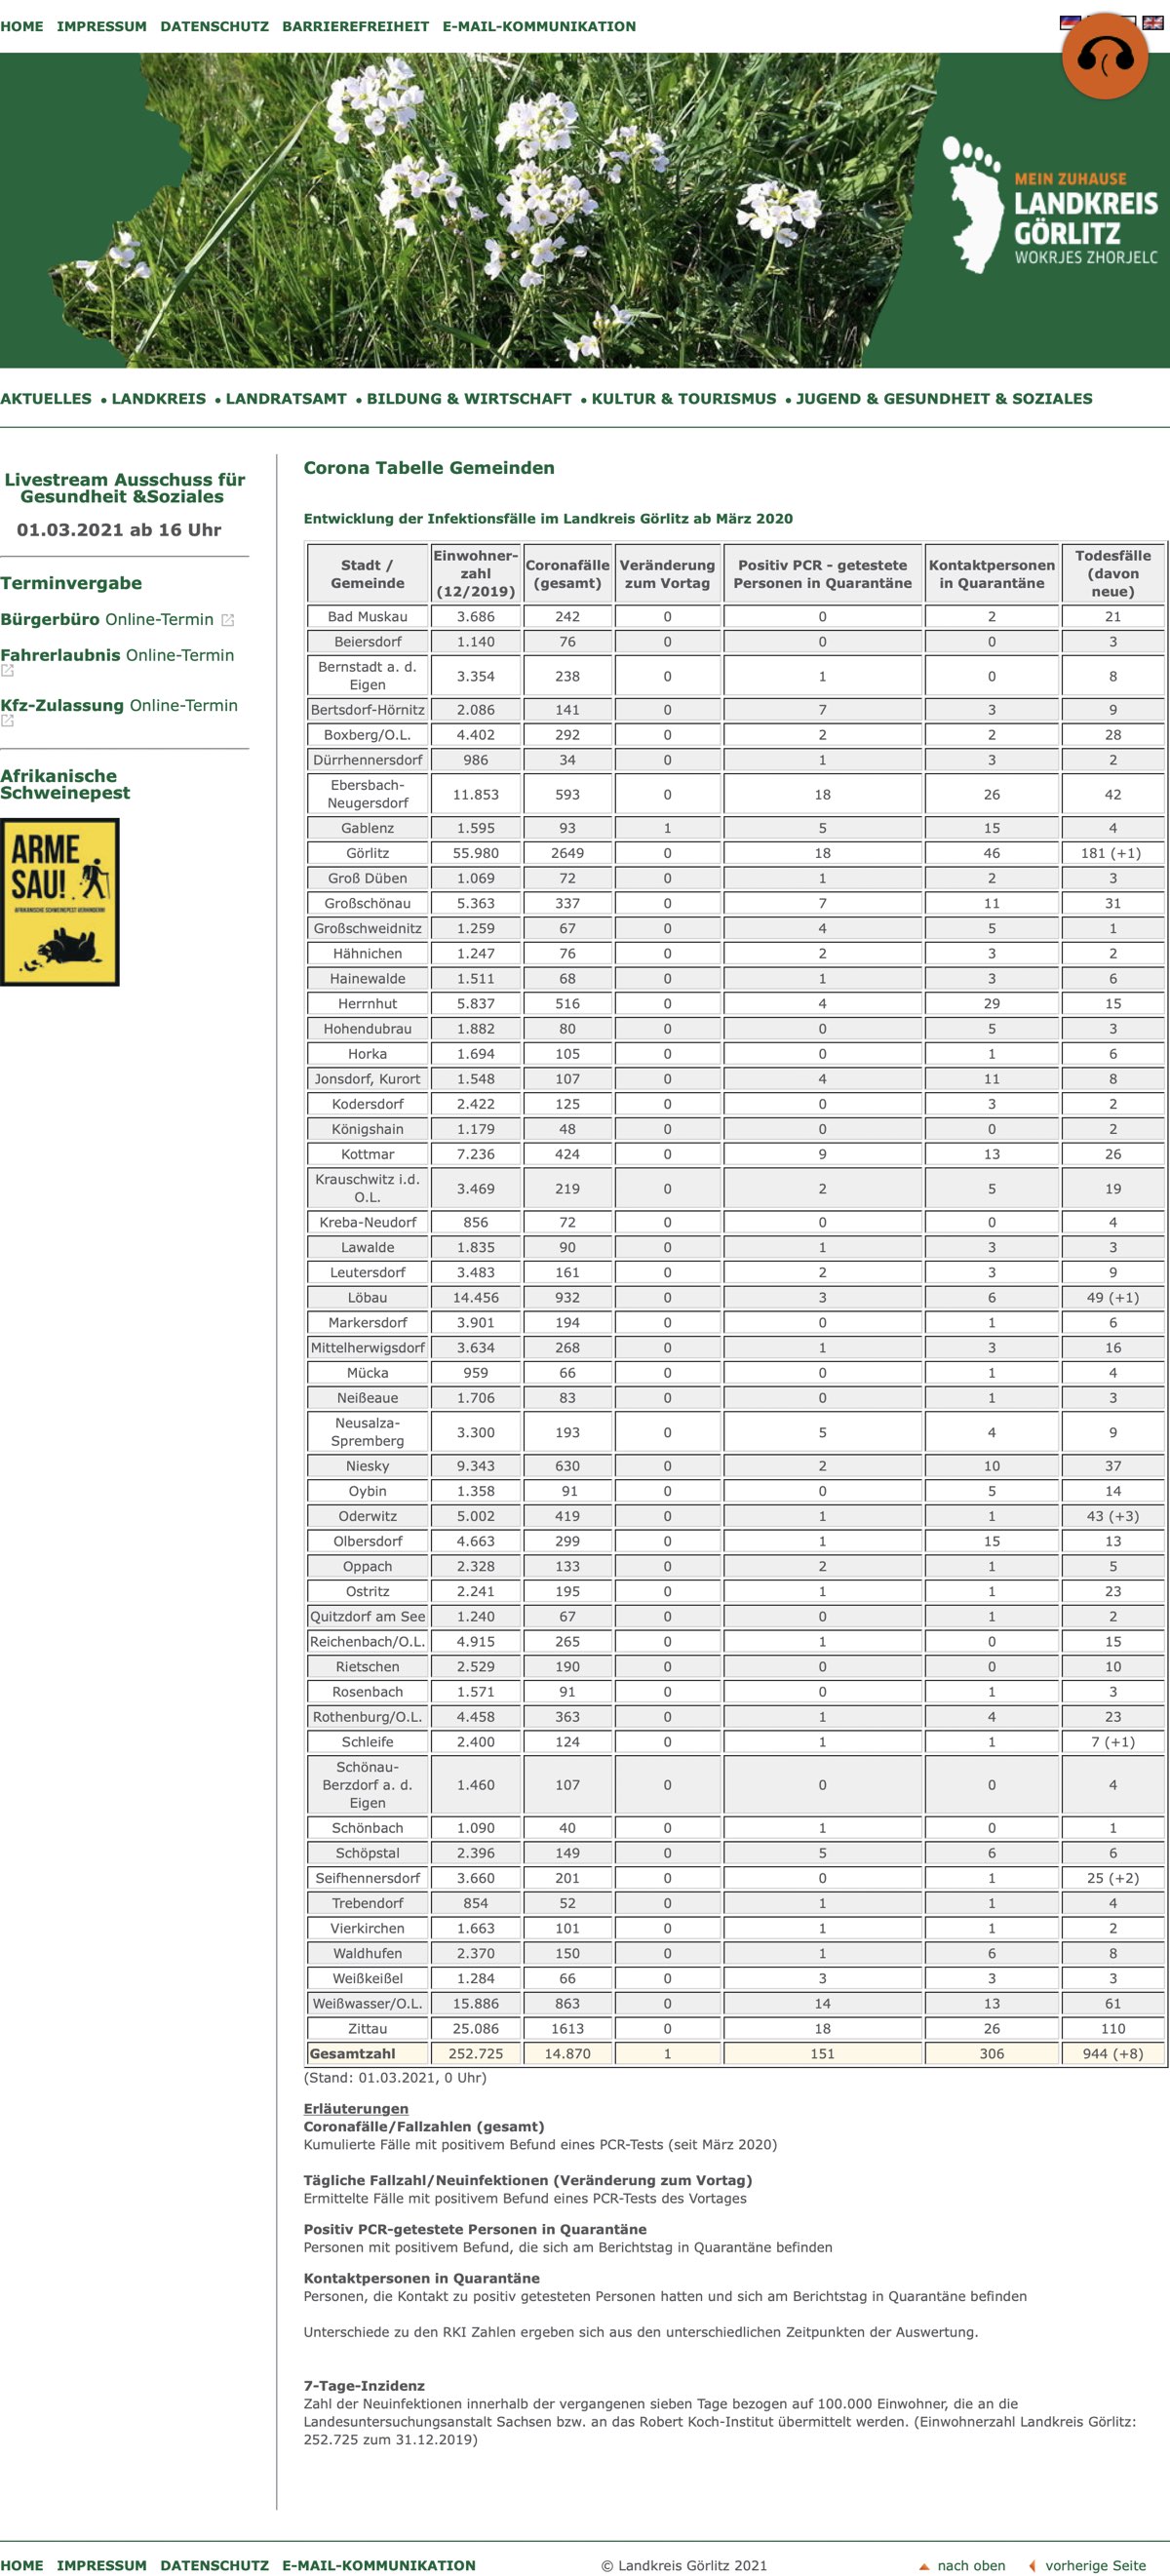 HOME IMPRESSUM DATENSCHUTZ BARRIEREFREIHEIT E-MAIL-KOMMUNIKATION
MEIN ZUHAUSE
LANDKREIS
GÖRLITZ
WOKRJES ZHORJELC
AKTUELLES • LANDKREIS • LANDRATSAMT • BILDUNG & WIRTSCHAFT • KULTUR & TOURISMUS • JUGEND & GESUNDHEIT & SOZIALES
Livestream Ausschuss für
Gesundheit &Soziales
01.03.2021 ab 16 Uhr
Terminvergabe
Bürgerbüro Online-Termin
Fahrerlaubnis Online-Termin
Kfz-Zulassung Online-Termin
Afrikanische
Schweinepest
ARME
SAU!
AFRIKANISCHE SCHWEINEPEST VERHINDERN!
Corona Tabelle Gemeinden
Entwicklung der Infektionsfälle im Landkreis Görlitz ab März 2020
Stadt / Gemeinde Einwohner-zahl (12/2019) Coronafälle (gesamt) Veränderung zum Vortag Positiv PCR - getestete Personen in Quarantäne Kontaktpersonen in Quarantäne Todesfälle (davon neue)
Bad Muskau 3.686 242 0 0 2 21
Beiersdorf 1.140 76 0 0 0 3
Bernstadt a. d. Eigen 3.354 238 0 1 0 8
Bertsdorf-Hörnitz 2.086 141 0 7 3 9
Boxberg/O.L. 4.402 292 0 2 2 28
Dürrhennersdorf 986 34 0 1 3 2
Ebersbach-Neugersdorf 11.853 593 0 18 26 42
Gablenz 1.595 93 1 5 15 4
Görlitz 55.980 2649 0 18 46 181 (+1)
Groß Düben 1.069 72 0 1 2 3
Großschönau 5.363 337 0 7 11 31
Großschweidnitz 1.259 67 0 4 5 1
Hähnichen 1.247 76 0 2 3 2
Hainewalde 1.511 68 0 1 3 6
Herrnhut 5.837 516 0 4 29 15
Hohendubrau 1.882 80 0 0 5 3
Horka 1.694 105 0 0 1 6
Jonsdorf, Kurort 1.548 107 0 4 11 8
Kodersdorf 2.422 125 0 0 3 2
Königshain 1.179 48 0 0 0 2
Kottmar 7.236 424 0 9 13 26
Krauschwitz i.d. O.L. 3.469 219 0 2 5 19
Kreba-Neudorf 856 72 0 0 0 4
Lawalde 1.835 90 0 1 3 3
Leutersdorf 3.483 161 0 2 3 9
Löbau 14.456 932 0 3 6 49 (+1)
Markersdorf 3.901 194 0 0 1 6
Mittelherwigsdorf 3.634 268 0 1 3 16
Mücka 959 66 0 0 1 4
Neißeaue 1.706 83 0 0 1 3
Neusalza-Spremberg 3.300 193 0 5 4 9
Niesky 9.343 630 0 2 10 37
Oybin 1.358 91 0 0 5 14
Oderwitz 5.002 419 0 1 1 43 (+3)
Olbersdorf 4.663 299 0 1 15 13
Oppach 2.328 133 0 2 1 5
Ostritz 2.241 195 0 1 1 23
Quitzdorf am See 1.240 67 0 0 1 2
Reichenbach/O.L. 4.915 265 0 1 0 15
Rietschen 2.529 190 0 0 0 10
Rosenbach 1.571 91 0 0 1 3
Rothenburg/O.L. 4.458 363 0 1 4 23
Schleife 2.400 124 0 1 1 7 (+1)
Schönau-Berzdorf a. d. Eigen 1.460 107 0 0 0 4
Schönbach 1.090 40 0 1 0 1
Schöpstal 2.396 149 0 5 6 6
Seifhennersdorf 3.660 201 0 0 1 25 (+2)
Trebendorf 854 52 0 1 1 4
Vierkirchen 1.663 101 0 1 1 2
Waldhufen 2.370 150 0 1 6 8
Weißkeißel 1.284 66 0 3 3 3
Weißwasser/O.L. 15.886 863 0 14 13 61
Zittau 25.086 1613 0 18 26 110
Gesamtzahl 252.725 14.870 1 151 306 944 (+8)
(Stand: 01.03.2021, 0 Uhr)
Erläuterungen
Coronafälle/Fallzahlen (gesamt)
Kumulierte Fälle mit positivem Befund eines PCR-Tests (seit März 2020)
Tägliche Fallzahl/Neuinfektionen (Veränderung zum Vortag)
Ermittelte Fälle mit positivem Befund eines PCR-Tests des Vortages
Positiv PCR-getestete Personen in Quarantäne
Personen mit positivem Befund, die sich am Berichtstag in Quarantäne befinden
Kontaktpersonen in Quarantäne
Personen, die Kontakt zu positiv getesteten Personen hatten und sich am Berichtstag in Quarantäne befinden
Unterschiede zu den RKI Zahlen ergeben sich aus den unterschiedlichen Zeitpunkten der Auswertung.
7-Tage-Inzidenz
Zahl der Neuinfektionen innerhalb der vergangenen sieben Tage bezogen auf 100.000 Einwohner, die an die
Landesuntersuchungsanstalt Sachsen bzw. an das Robert Koch-Institut übermittelt werden. (Einwohnerzahl Landkreis Görlitz:
252.725 zum 31.12.2019)
HOME IMPRESSUM DATENSCHUTZ E-MAIL-KOMMUNIKATION © Landkreis Görlitz 2021 nach oben vorherige Seite